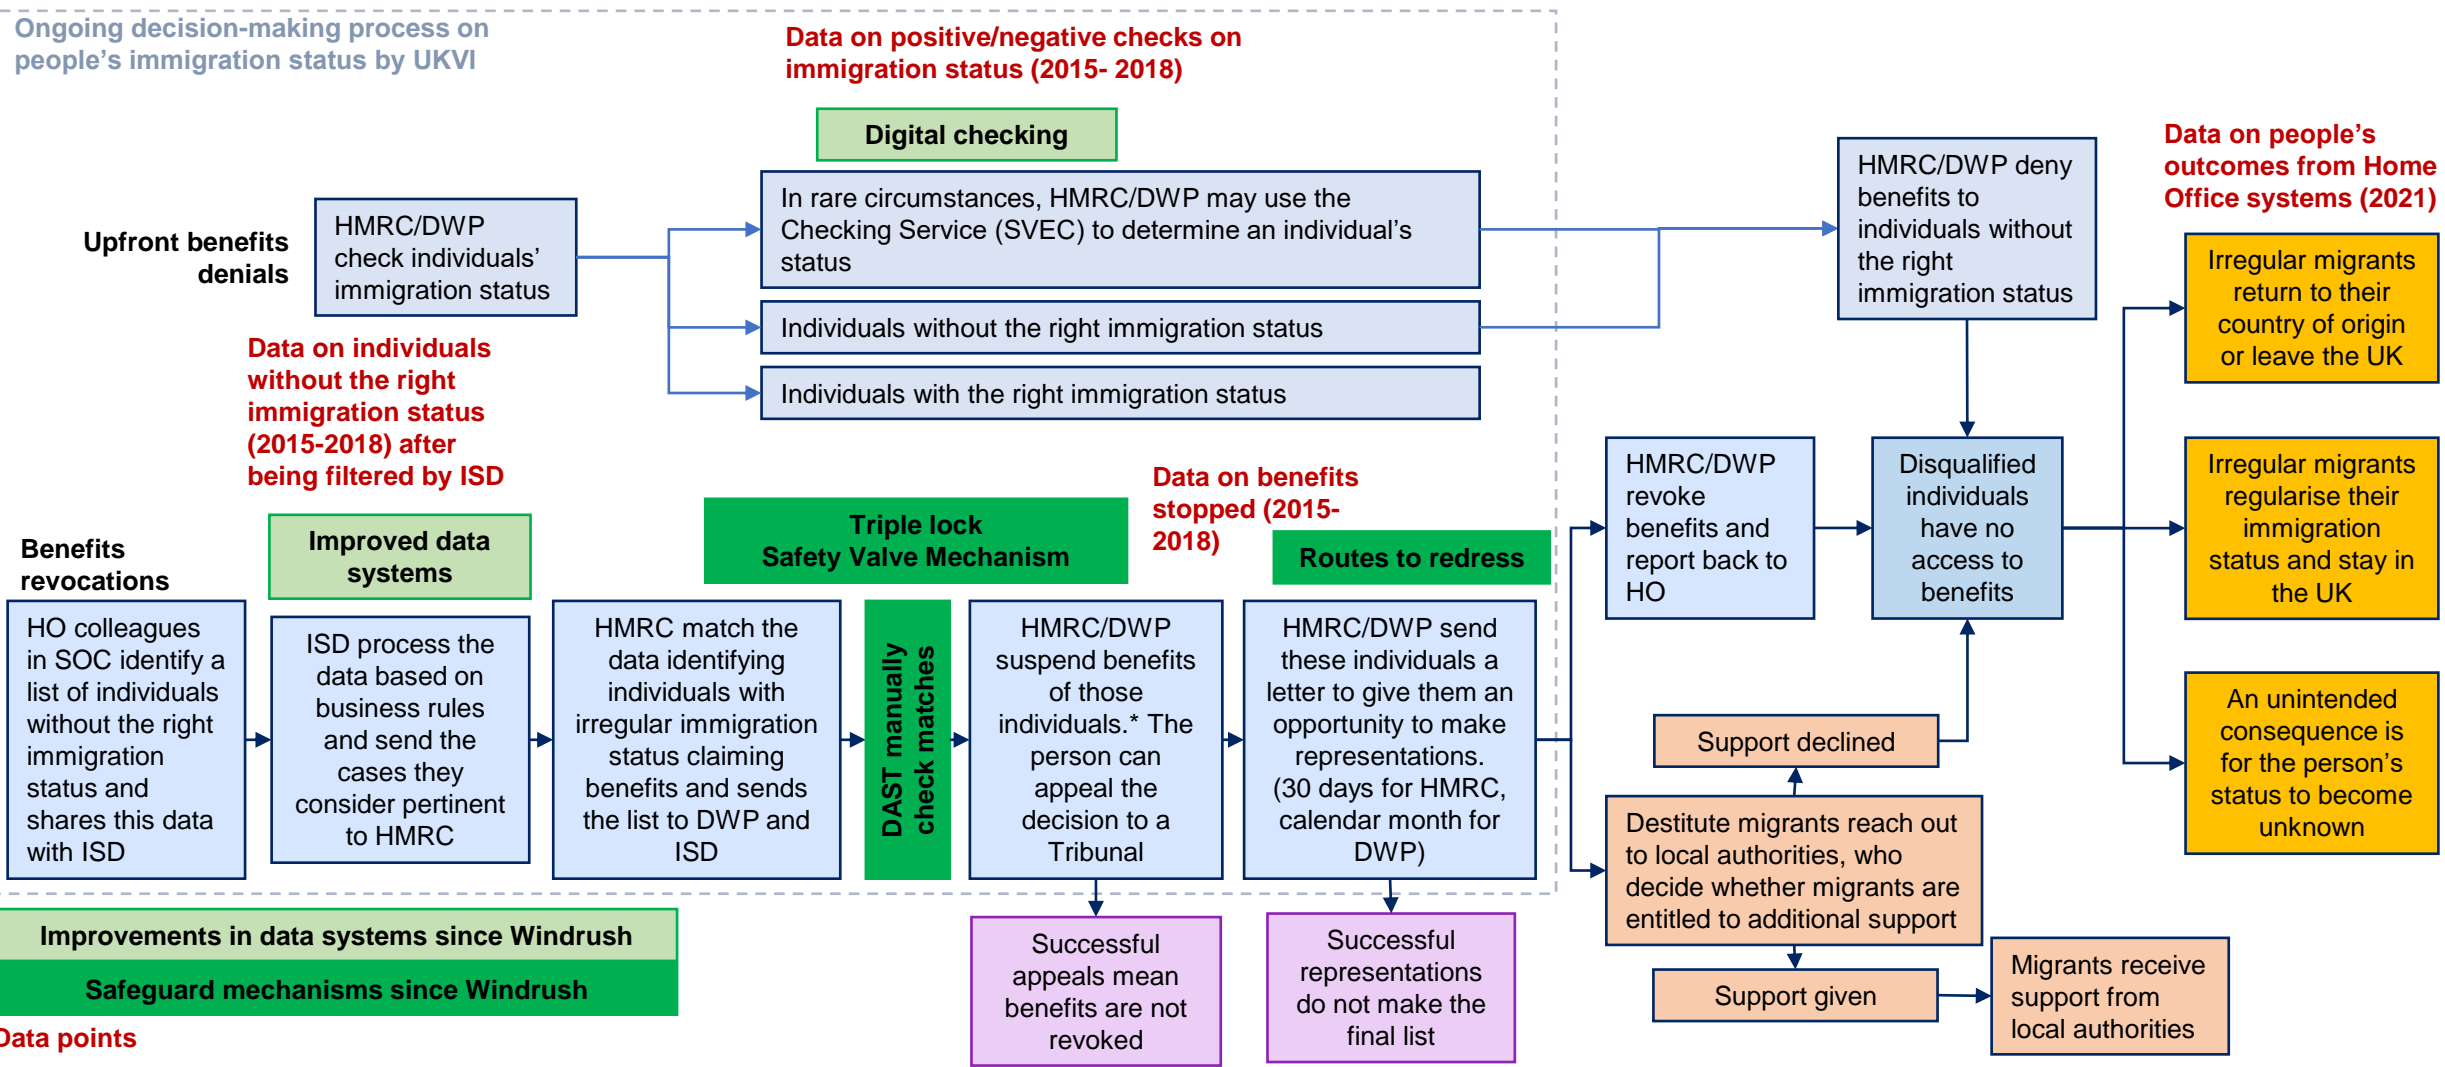 Ongoing decision-making process on
people’s immigration status by UKVI
Data on positive/negative checks on
immigration status (2015- 2018)
Digital checking
Upfront benefits
denials
HMRC/DWP
check individuals’
immigration status
In rare circumstances, HMRC/DWP may use the
Checking Service (SVEC) to determine an individual’s
status
Individuals without the right immigration status
Individuals with the right immigration status
HMRC/DWP deny
benefits to
individuals without
the right
immigration status
Data on people’s
outcomes from Home
Office systems (2021)
Irregular migrants
return to their
country of origin
or leave the UK
Data on individuals
without the right
immigration status
(2015-2018) after
being filtered by ISD
Data on benefits
stopped (2015-
2018)
HMRC/DWP
revoke
benefits and
report back to
HO
Disqualified
individuals
have no
access to
benefits
Irregular migrants
regularise their
immigration
status and stay in
the UK
Benefits
revocations
Improved data
systems
Triple lock
Safety Valve Mechanism
Routes to redress
HO colleagues
in SOC identify a
list of individuals
without the right
immigration
status and
shares this data
with ISD
ISD process the
data based on
business rules
and send the
cases they
consider pertinent
to HMRC
HMRC match the
data identifying
individuals with
irregular immigration
status claiming
benefits and sends
the list to DWP and
ISD
DAST manually
check matches
HMRC/DWP
suspend benefits
of those
individuals.* The
person can
appeal the
decision to a
Tribunal
HMRC/DWP send
these individuals a
letter to give them an
opportunity to make
representations.
(30 days for HMRC,
calendar month for
DWP)
Support declined
Destitute migrants reach out
to local authorities, who
decide whether migrants are
entitled to additional support
An unintended
consequence is
for the person’s
status to become
unknown
Improvements in data systems since Windrush
Safeguard mechanisms since Windrush
Data points
Successful
appeals mean
benefits are not
revoked
Successful
representations
do not make the
final list
Support given
Migrants receive
support from
local authorities